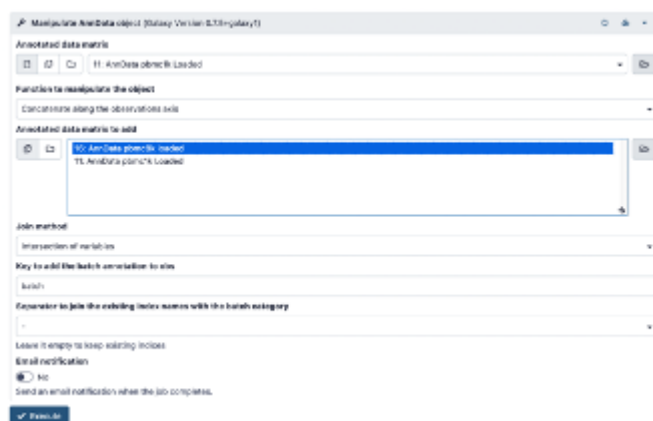 Manipulate AnnData object (Galaxy Version 0.7.5+galaxy1)
Annotated data matrix
11: AnnData pbmc1k Loaded
Function to manipulate the object
Concatenate along the observations axis
Annotated data matrix to add
AnnData loaded
11: AnnData pbmc1k Loaded
Join method
Intersection of variables
Key to add the batch annotation to obs
batch
Separator to join the existing index names with the batch category
-
Leave it empty to keep existing indices
Email notification
No
Send an email notification when the job completes.
Execute